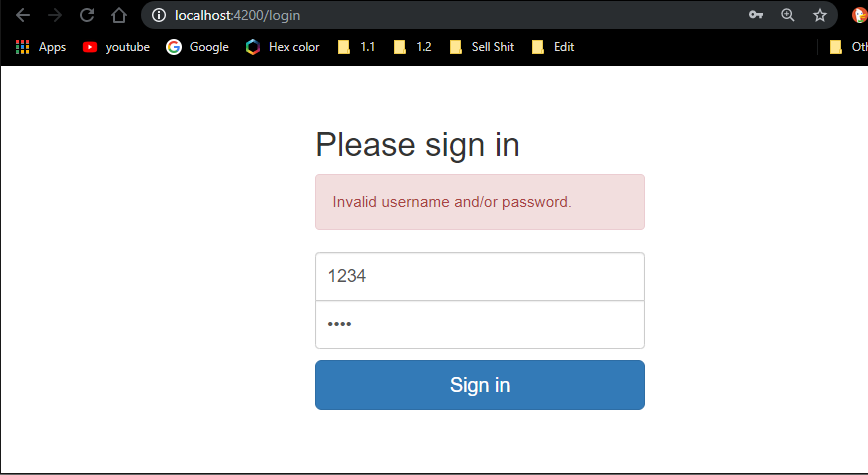 localhost:4200/login
Apps youtube Google Hex color 1.1 1.2 Sell Shit Edit
Please sign in
Invalid username and/or password.
1234
••••
Sign in